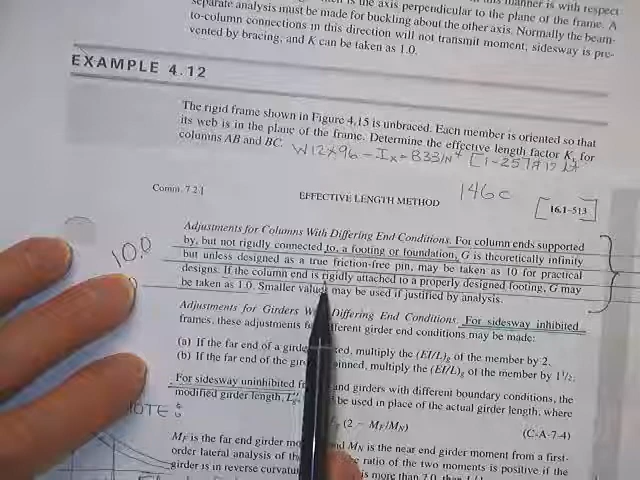 is the axis perpendicular to the plane of the frame. A
separate analysis must be made for buckling about the other axis. Normally the beam-
to-column connections in this direction will not transmit moment, sidesway is pre-
vented by bracing, and K can be taken as 1.0.
EXAMPLE 4.12
The rigid frame shown in Figure 4.15 is unbraced. Each member is oriented so that
its web is in the plane of the frame. Determine the effective length factor Kx for
columns AB and BC. W12x96 - Ix = 833 IN⁴
Comm. 7.2.] EFFECTIVE LENGTH METHOD 146 [16.1–513]
Adjustments for Columns With Differing End Conditions. For column ends supported
by, but not rigidly connected to, a footing or foundation, G is theoretically infinity
but unless designed as a true friction-free pin, may be taken as 10 for practical
designs. If the column end is rigidly attached to a properly designed footing, G may
be taken as 1.0. Smaller values may be used if justified by analysis.
10.0
Adjustments for Girders With Differing End Conditions. For sidesway inhibited
frames, these adjustments for different girder end conditions may be made:
(a) If the far end of a girder fixed, multiply the (EI/L)g of the member by 2.
(b) If the far end of the girder pinned, multiply the (EI/L)g of the member by 1½.
For sidesway uninhibited and girders with different boundary conditions, the
modified girder length, L'g, be used in place of the actual girder length, where
NOTE:
(2 − MF/MN) (C-A-7-4)
MF is the far end girder and MN is the near end girder moment from a first-
order lateral analysis of the ratio of the two moments is positive if the
girder is in reverse is more than